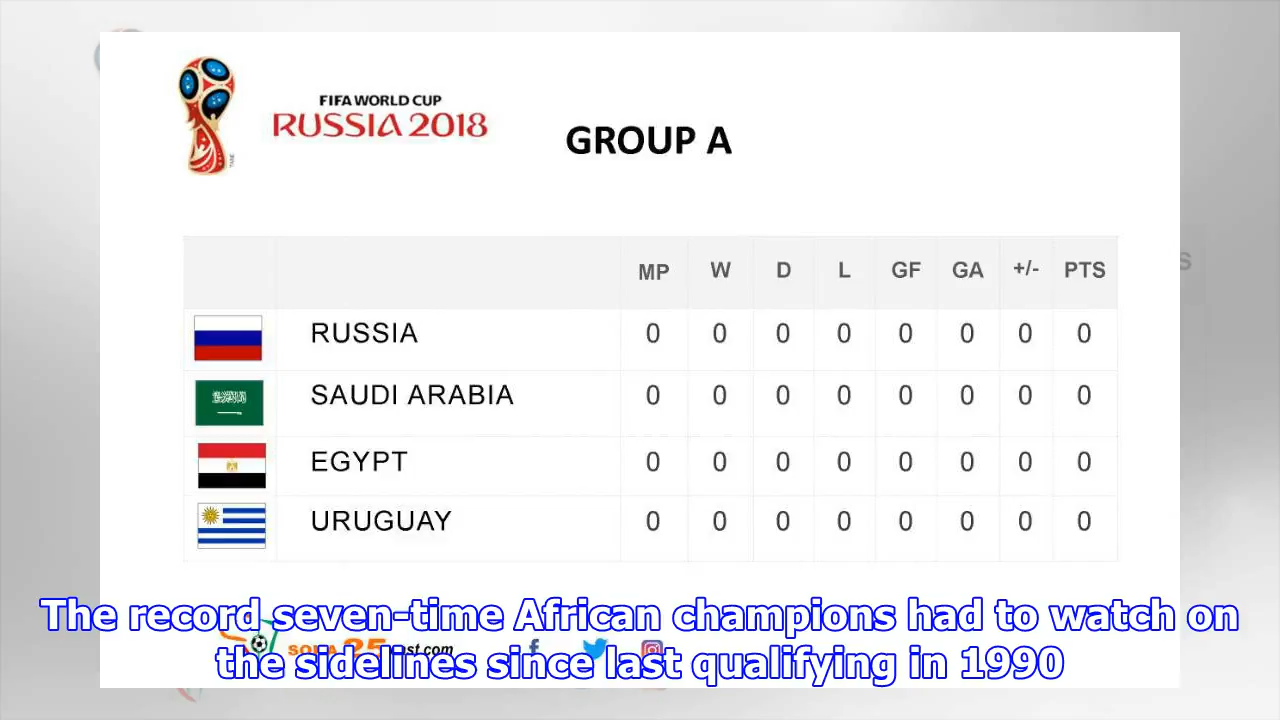 FIFA WORLD CUP
RUSSIA 2018
GROUP A
MP W D L GF GA +/- PTS
RUSSIA 0 0 0 0 0 0 0 0
SAUDI ARABIA 0 0 0 0 0 0 0 0
EGYPT 0 0 0 0 0 0 0 0
URUGUAY 0 0 0 0 0 0 0 0
The record seven-time African champions had to watch on
the sidelines since last qualifying in 1990